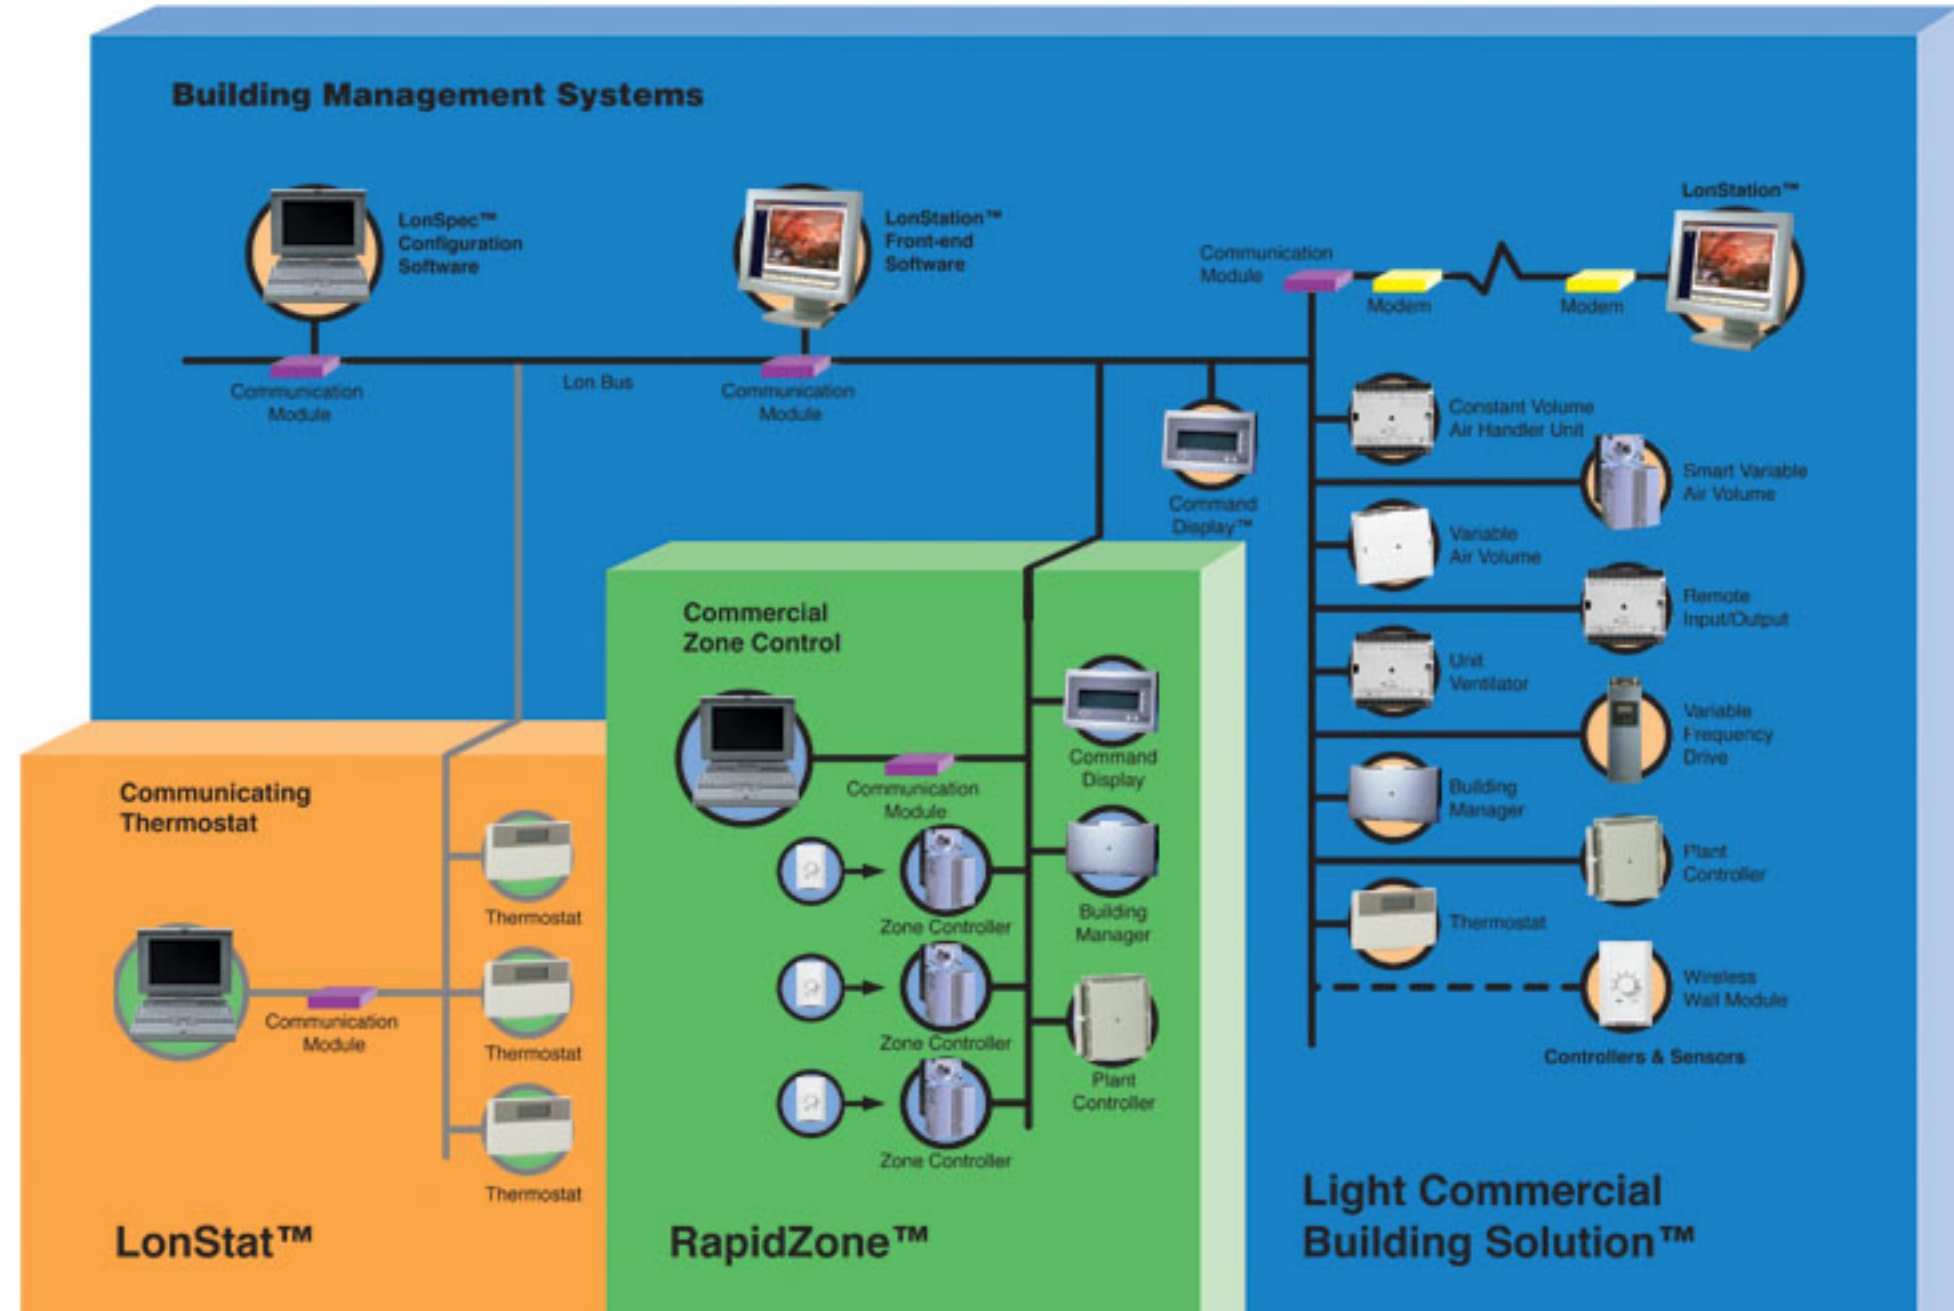 Building Management Systems
LonSpec™
Configuration
Software
LonStation™
Front-end
Software
LonStation™
Communication
Module
Modem
Modem
Communication
Module
Lon Bus
Communication
Module
Command
Display™
Constant Volume
Air Handler Unit
Smart Variable
Air Volume
Variable
Air Volume
Remote
Input/Output
Unit
Ventilator
Variable
Frequency
Drive
Building
Manager
Plant
Controller
Thermostat
Wireless
Wall Module
Controllers & Sensors
Light Commercial
Building Solution™
Commercial
Zone Control
Communication
Module
Command
Display
Building
Manager
Plant
Controller
Zone Controller
Zone Controller
Zone Controller
RapidZone™
Communicating
Thermostat
Thermostat
Communication
Module
Thermostat
Thermostat
LonStat™